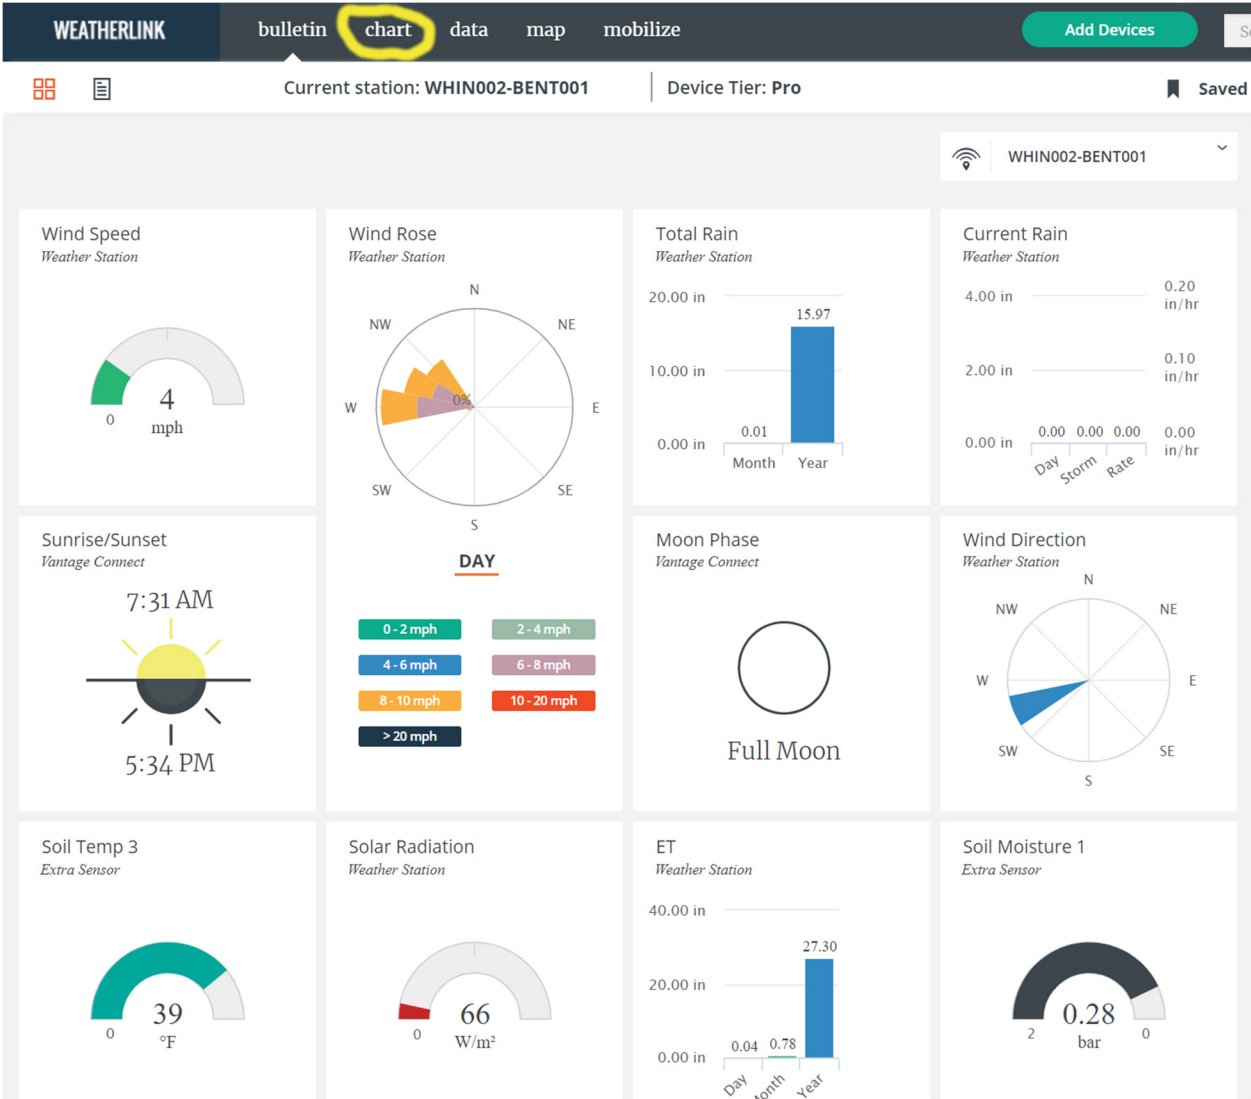 WEATHERLINK bulletin chart data map mobilize Add Devices
Current station: WHIN002-BENT001 Device Tier: Pro Saved
WHIN002-BENT001
Wind Speed
Weather Station
4
0
mph
Wind Rose
Weather Station
N
NW NE
W 0% E
SW SE
S
DAY
0 - 2 mph 2 - 4 mph
4 - 6 mph 6 - 8 mph
8 - 10 mph 10 - 20 mph
> 20 mph
Total Rain
Weather Station
20.00 in
15.97
10.00 in
0.01
0.00 in
Month Year
Current Rain
Weather Station
4.00 in 0.20 in/hr
2.00 in 0.10 in/hr
0.00 0.00 0.00
0.00 in 0.00 in/hr
Day Storm Rate
Sunrise/Sunset
Vantage Connect
7:31 AM
5:34 PM
Moon Phase
Vantage Connect
Full Moon
Wind Direction
Weather Station
N
NW NE
W E
SW SE
S
Soil Temp 3
Extra Sensor
39
0
°F
Solar Radiation
Weather Station
66
0
W/m²
ET
Weather Station
40.00 in
27.30
20.00 in
0.04 0.78
0.00 in
Day Month Year
Soil Moisture 1
Extra Sensor
0.28
2 0
bar